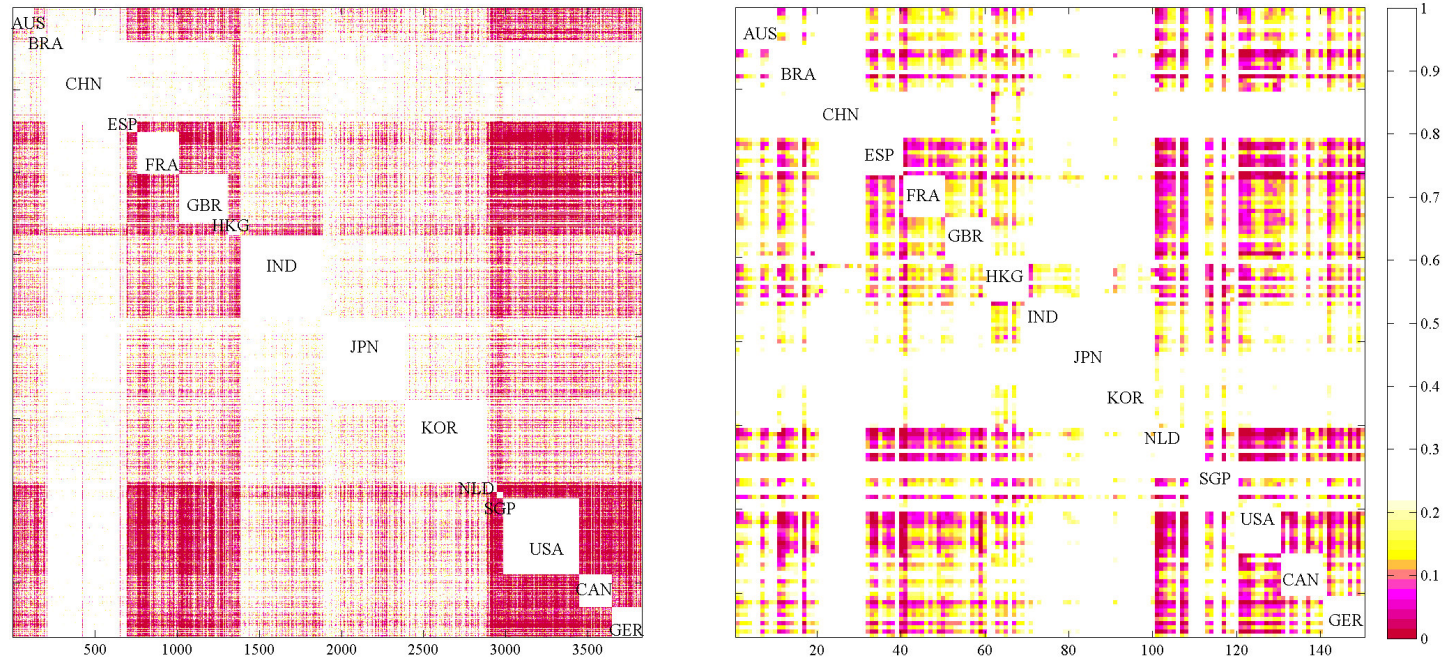 AUS
BRA
CHN
ESP
FRA
GBR
HKG
IND
JPN
KOR
NLD
SGP
USA
CAN
GER
500
1000
1500
2000
2500
3000
3500
AUS
BRA
CHN
ESP
FRA
GBR
HKG
IND
JPN
KOR
NLD
SGP
USA
CAN
GER
20
40
60
80
100
120
140
1
0.9
0.8
0.7
0.6
0.5
0.4
0.3
0.2
0.1
0